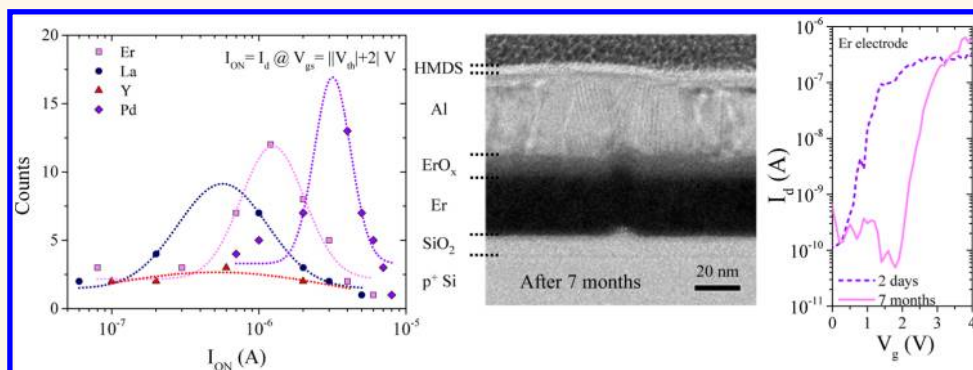 20
15
10
5
0
Counts
Er
La
Y
Pd
I_ON= I_d @ V_gs= ||V_th|+2| V
10^-7
10^-6
10^-5
I_ON (A)
HMDS
Al
ErO_x
Er
SiO_2
p^+ Si
After 7 months
20 nm
10^-6
10^-7
10^-8
10^-9
10^-10
10^-11
I_d (A)
Er electrode
2 days
7 months
0
1
2
3
4
V_g (V)